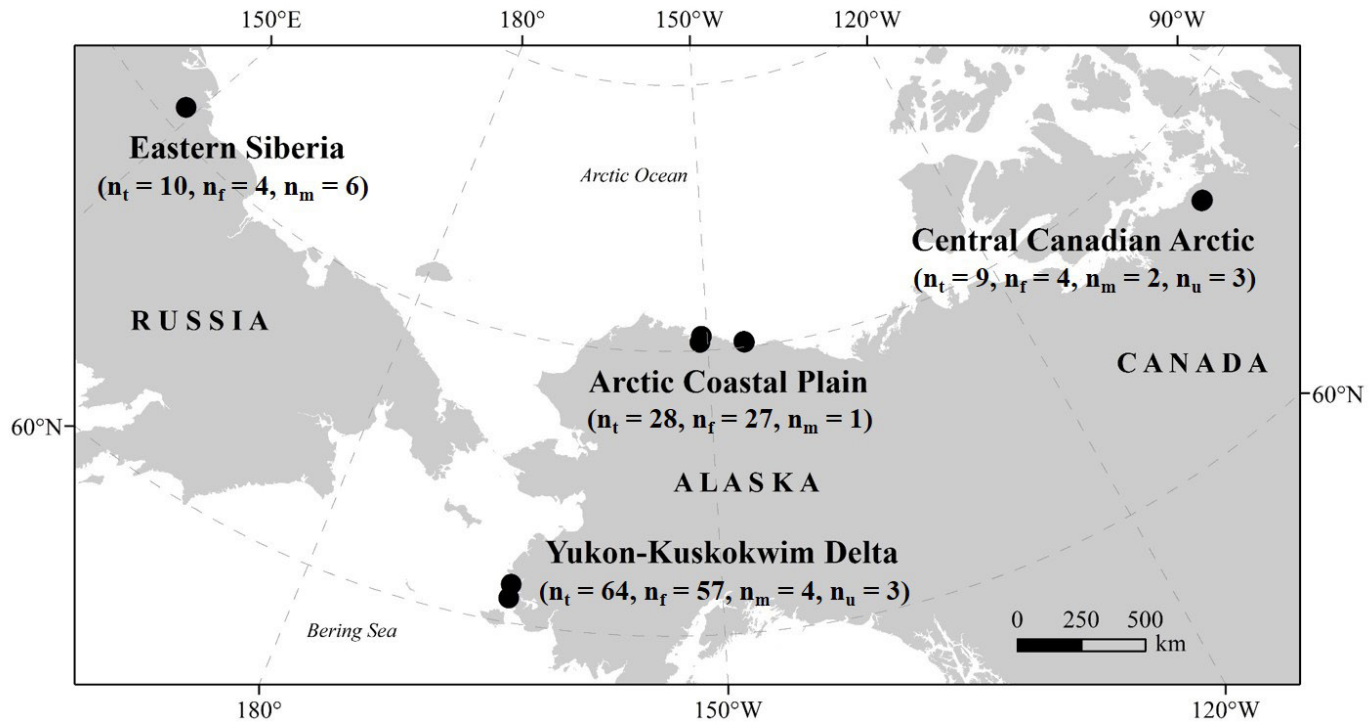 150°E 180° 150°W 120°W 90°W
Eastern Siberia
(nt = 10, nf = 4, nm = 6)
Arctic Ocean
Central Canadian Arctic
(nt = 9, nf = 4, nm = 2, nu = 3)
RUSSIA
CANADA
Arctic Coastal Plain
(nt = 28, nf = 27, nm = 1)
60°N
60°N
ALASKA
Yukon-Kuskokwim Delta
(nt = 64, nf = 57, nm = 4, nu = 3)
Bering Sea
0 250 500
km
180° 150°W 120°W